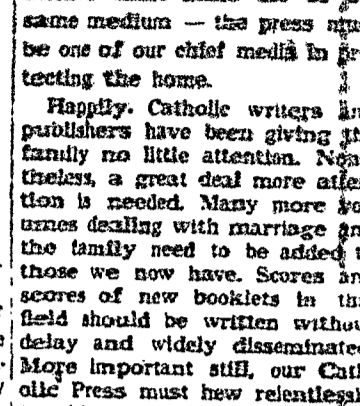 same medium — the press
be one of our chief media in
tecting the home.
Happily, Catholic writers
publishers have been giving
family no little attention.
theless, a great deal more
tion is needed. Many more
umes dealing with marriage
the family need to be added
those we now have. Scores
scores of new booklets in
field should be written
delay and widely
More important still, our
olic Press must hew